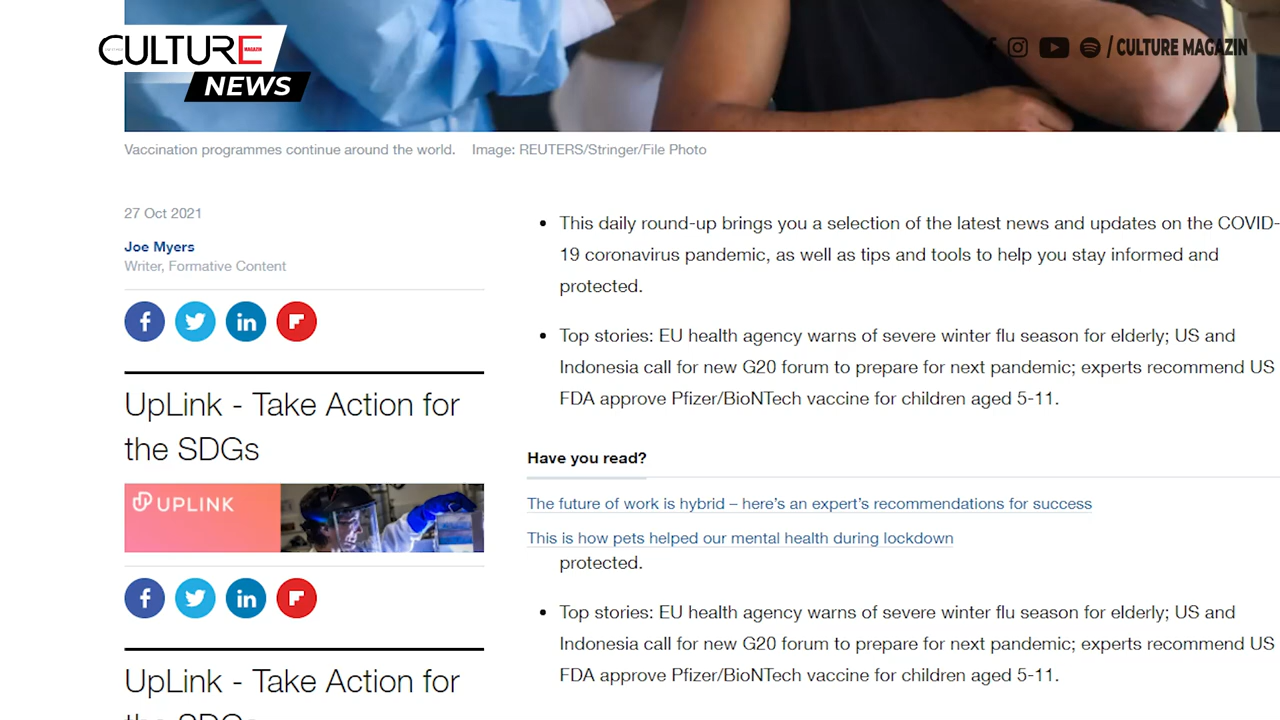 CULTURE
MAGAZIN
NEWS
/ CULTURE MAGAZIN
Vaccination programmes continue around the world. Image: REUTERS/Stringer/File Photo
27 Oct 2021
Joe Myers
Writer, Formative Content
UpLink - Take Action for
the SDGs
UPLINK
This daily round-up brings you a selection of the latest news and updates on the COVID-
19 coronavirus pandemic, as well as tips and tools to help you stay informed and
protected.
Top stories: EU health agency warns of severe winter flu season for elderly; US and
Indonesia call for new G20 forum to prepare for next pandemic; experts recommend US
FDA approve Pfizer/BioNTech vaccine for children aged 5-11.
Have you read?
The future of work is hybrid – here's an expert's recommendations for success
This is how pets helped our mental health during lockdown
protected.
Top stories: EU health agency warns of severe winter flu season for elderly; US and
Indonesia call for new G20 forum to prepare for next pandemic; experts recommend US
FDA approve Pfizer/BioNTech vaccine for children aged 5-11.
UpLink - Take Action for
the SDGs